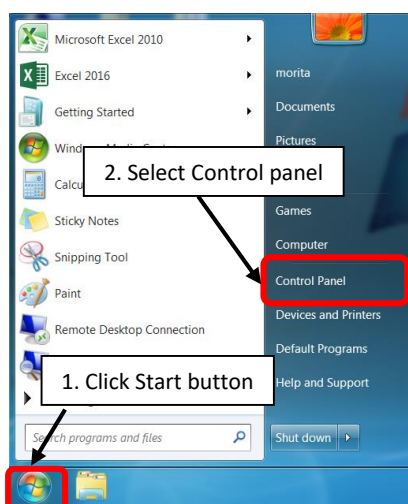 Microsoft Excel 2010
Excel 2016
Getting Started
Calcu
Sticky Notes
Snipping Tool
Paint
Remote Desktop Connection
Search programs and files
morita
Documents
Pictures
Games
Computer
Control Panel
Devices and Printers
Default Programs
Help and Support
Shut down
2. Select Control panel
1. Click Start button